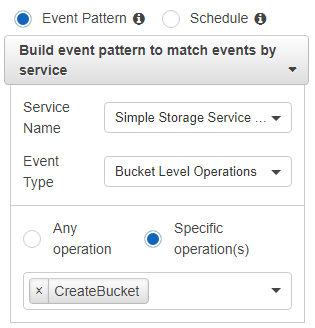 Event Pattern Schedule
Build event pattern to match events by
service
Service
Name
Simple Storage Service ...
Event
Type
Bucket Level Operations
Any
operation
Specific
operation(s)
× CreateBucket